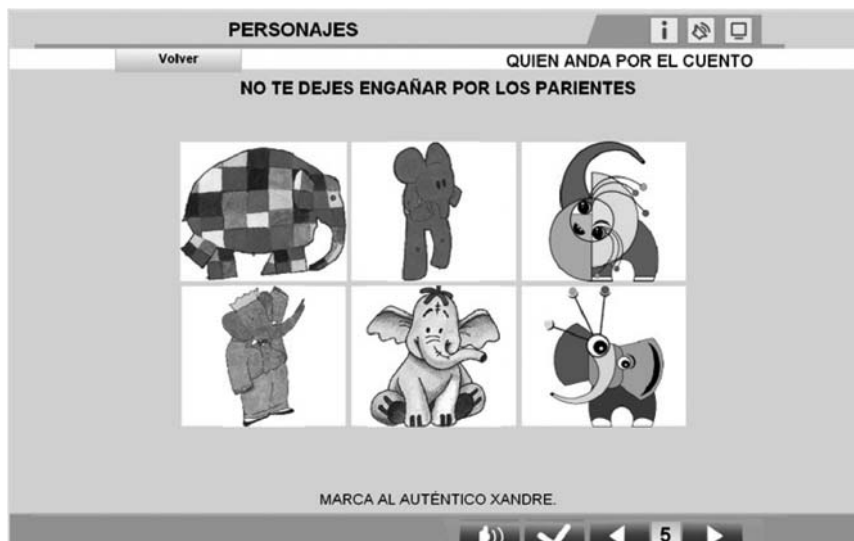 PERSONAJES
i
Volver
QUIEN ANDA POR EL CUENTO
NO TE DEJES ENGAÑAR POR LOS PARIENTES
MARCA AL AUTÉNTICO XANDRE.
5